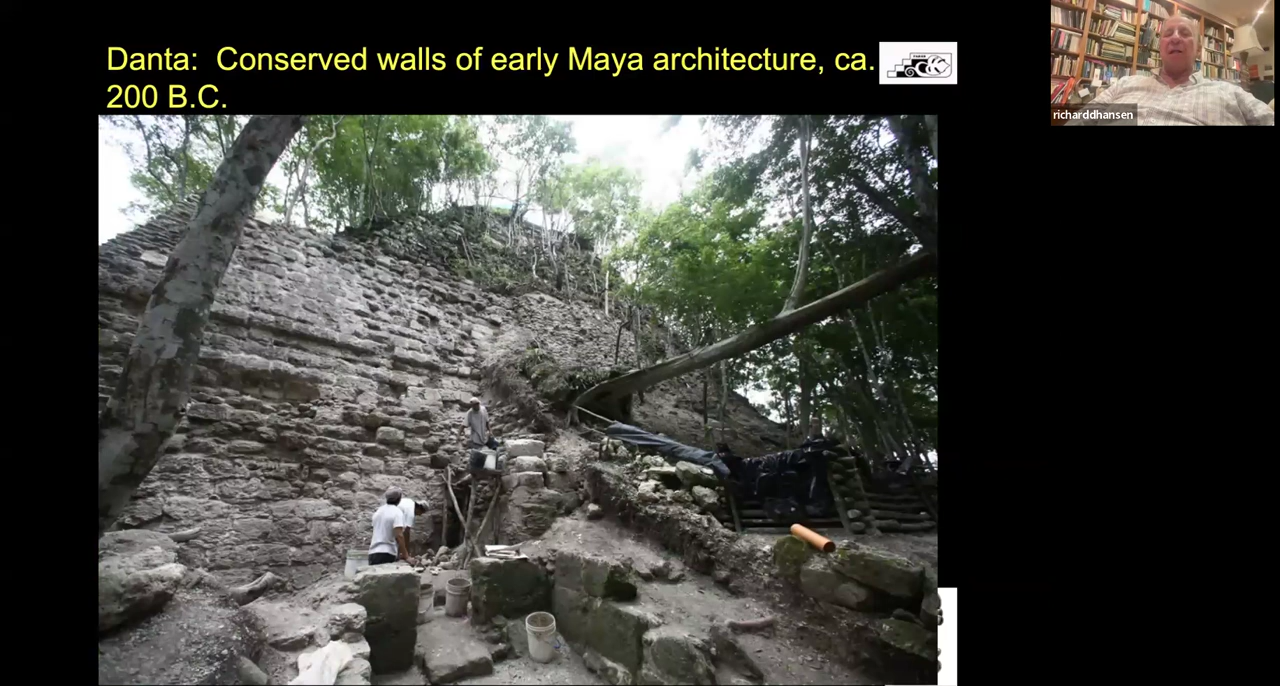 Danta:  Conserved walls of early Maya architecture, ca.
200 B.C.
richarddhansen